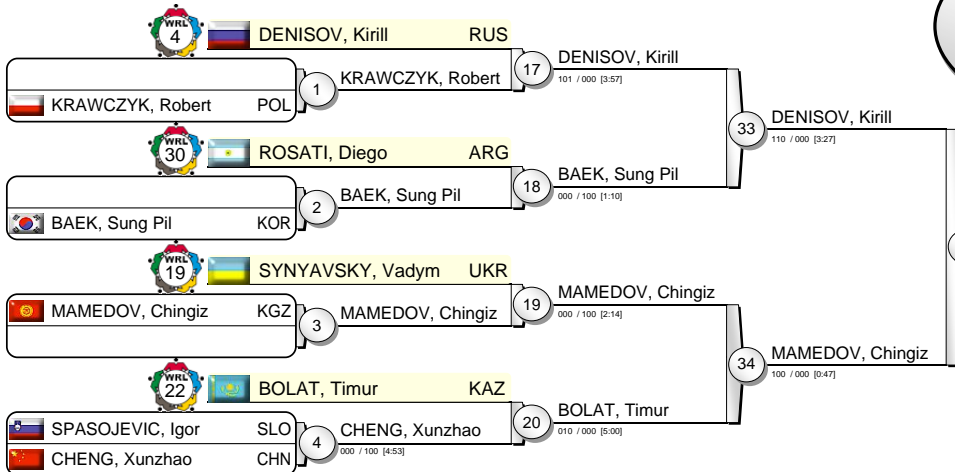 WRL
4
DENISOV, Kirill RUS
KRAWCZYK, Robert POL
1
KRAWCZYK, Robert
17
DENISOV, Kirill
101 / 000 [3:57]
WRL
30
ROSATI, Diego ARG
BAEK, Sung Pil KOR
2
BAEK, Sung Pil
18
BAEK, Sung Pil
000 / 100 [1:10]
33
DENISOV, Kirill
110 / 000 [3:27]
WRL
19
SYNYAVSKY, Vadym UKR
MAMEDOV, Chingiz KGZ
3
MAMEDOV, Chingiz
19
MAMEDOV, Chingiz
000 / 100 [2:14]
WRL
22
BOLAT, Timur KAZ
SPASOJEVIC, Igor SLO
CHENG, Xunzhao CHN
4
CHENG, Xunzhao
000 / 100 [4:53]
20
BOLAT, Timur
010 / 000 [5:00]
34
MAMEDOV, Chingiz
100 / 000 [0:47]